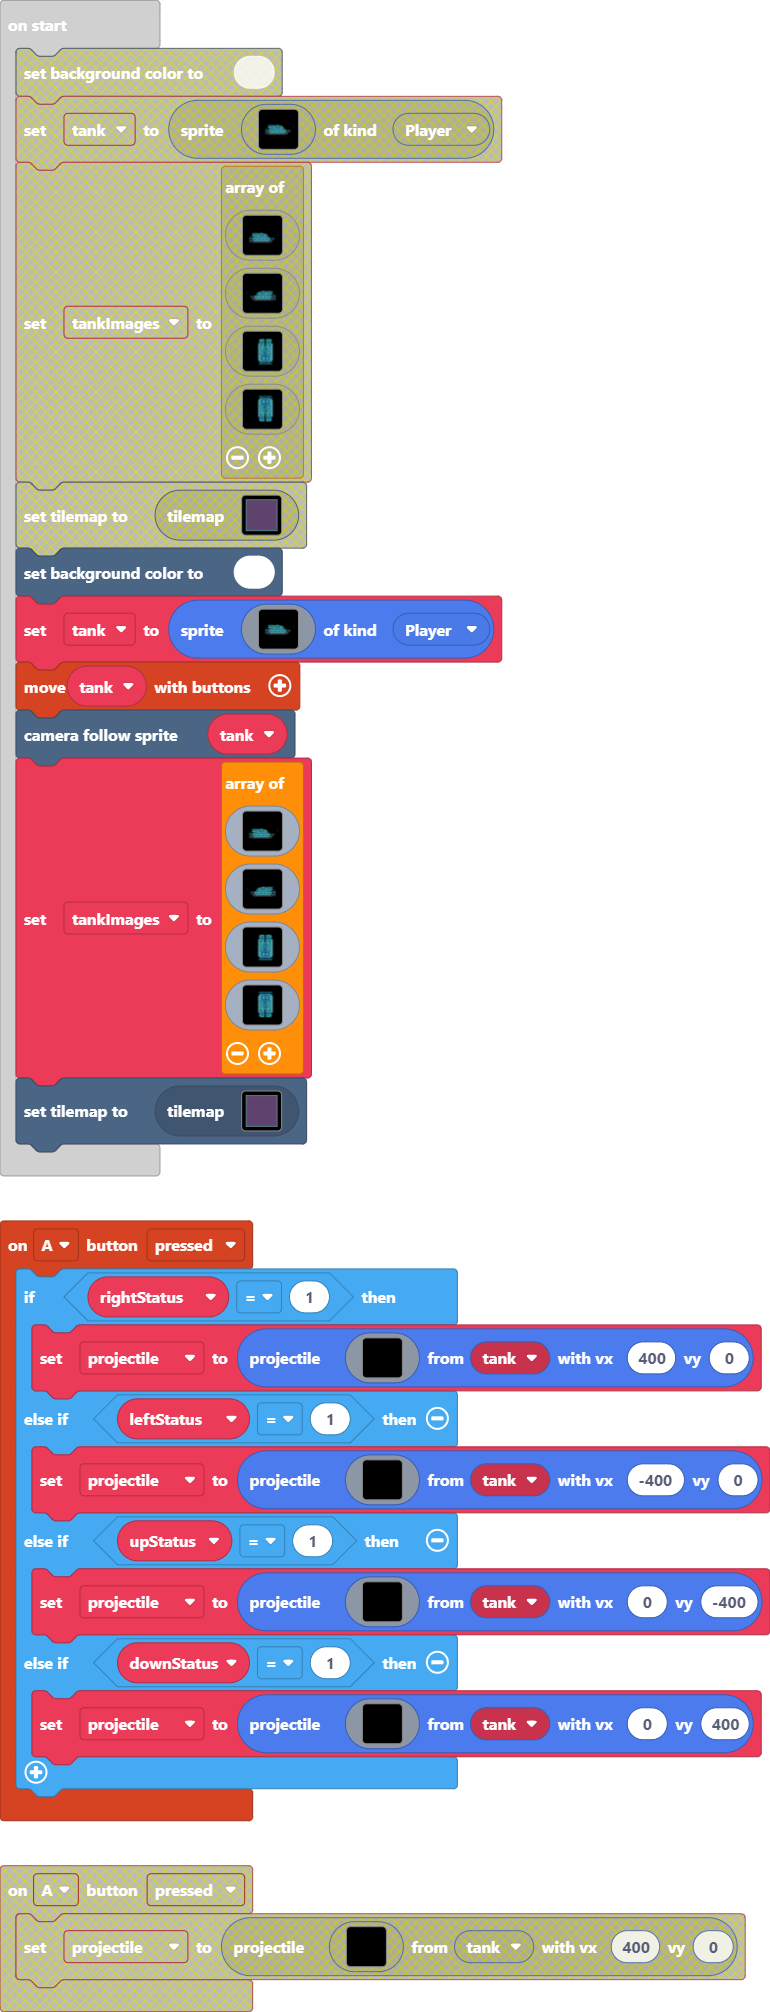 on start
set background color to
set tank to sprite of kind Player
array of
set tankImages to
set tilemap to tilemap
set background color to
set tank to sprite of kind Player
move tank with buttons
camera follow sprite tank
array of
set tankImages to
set tilemap to tilemap
on A button pressed
if rightStatus = 1 then
set projectile to projectile from tank with vx 400 vy 0
else if leftStatus = 1 then
set projectile to projectile from tank with vx -400 vy 0
else if upStatus = 1 then
set projectile to projectile from tank with vx 0 vy -400
else if downStatus = 1 then
set projectile to projectile from tank with vx 0 vy 400
on A button pressed
set projectile to projectile from tank with vx 400 vy 0